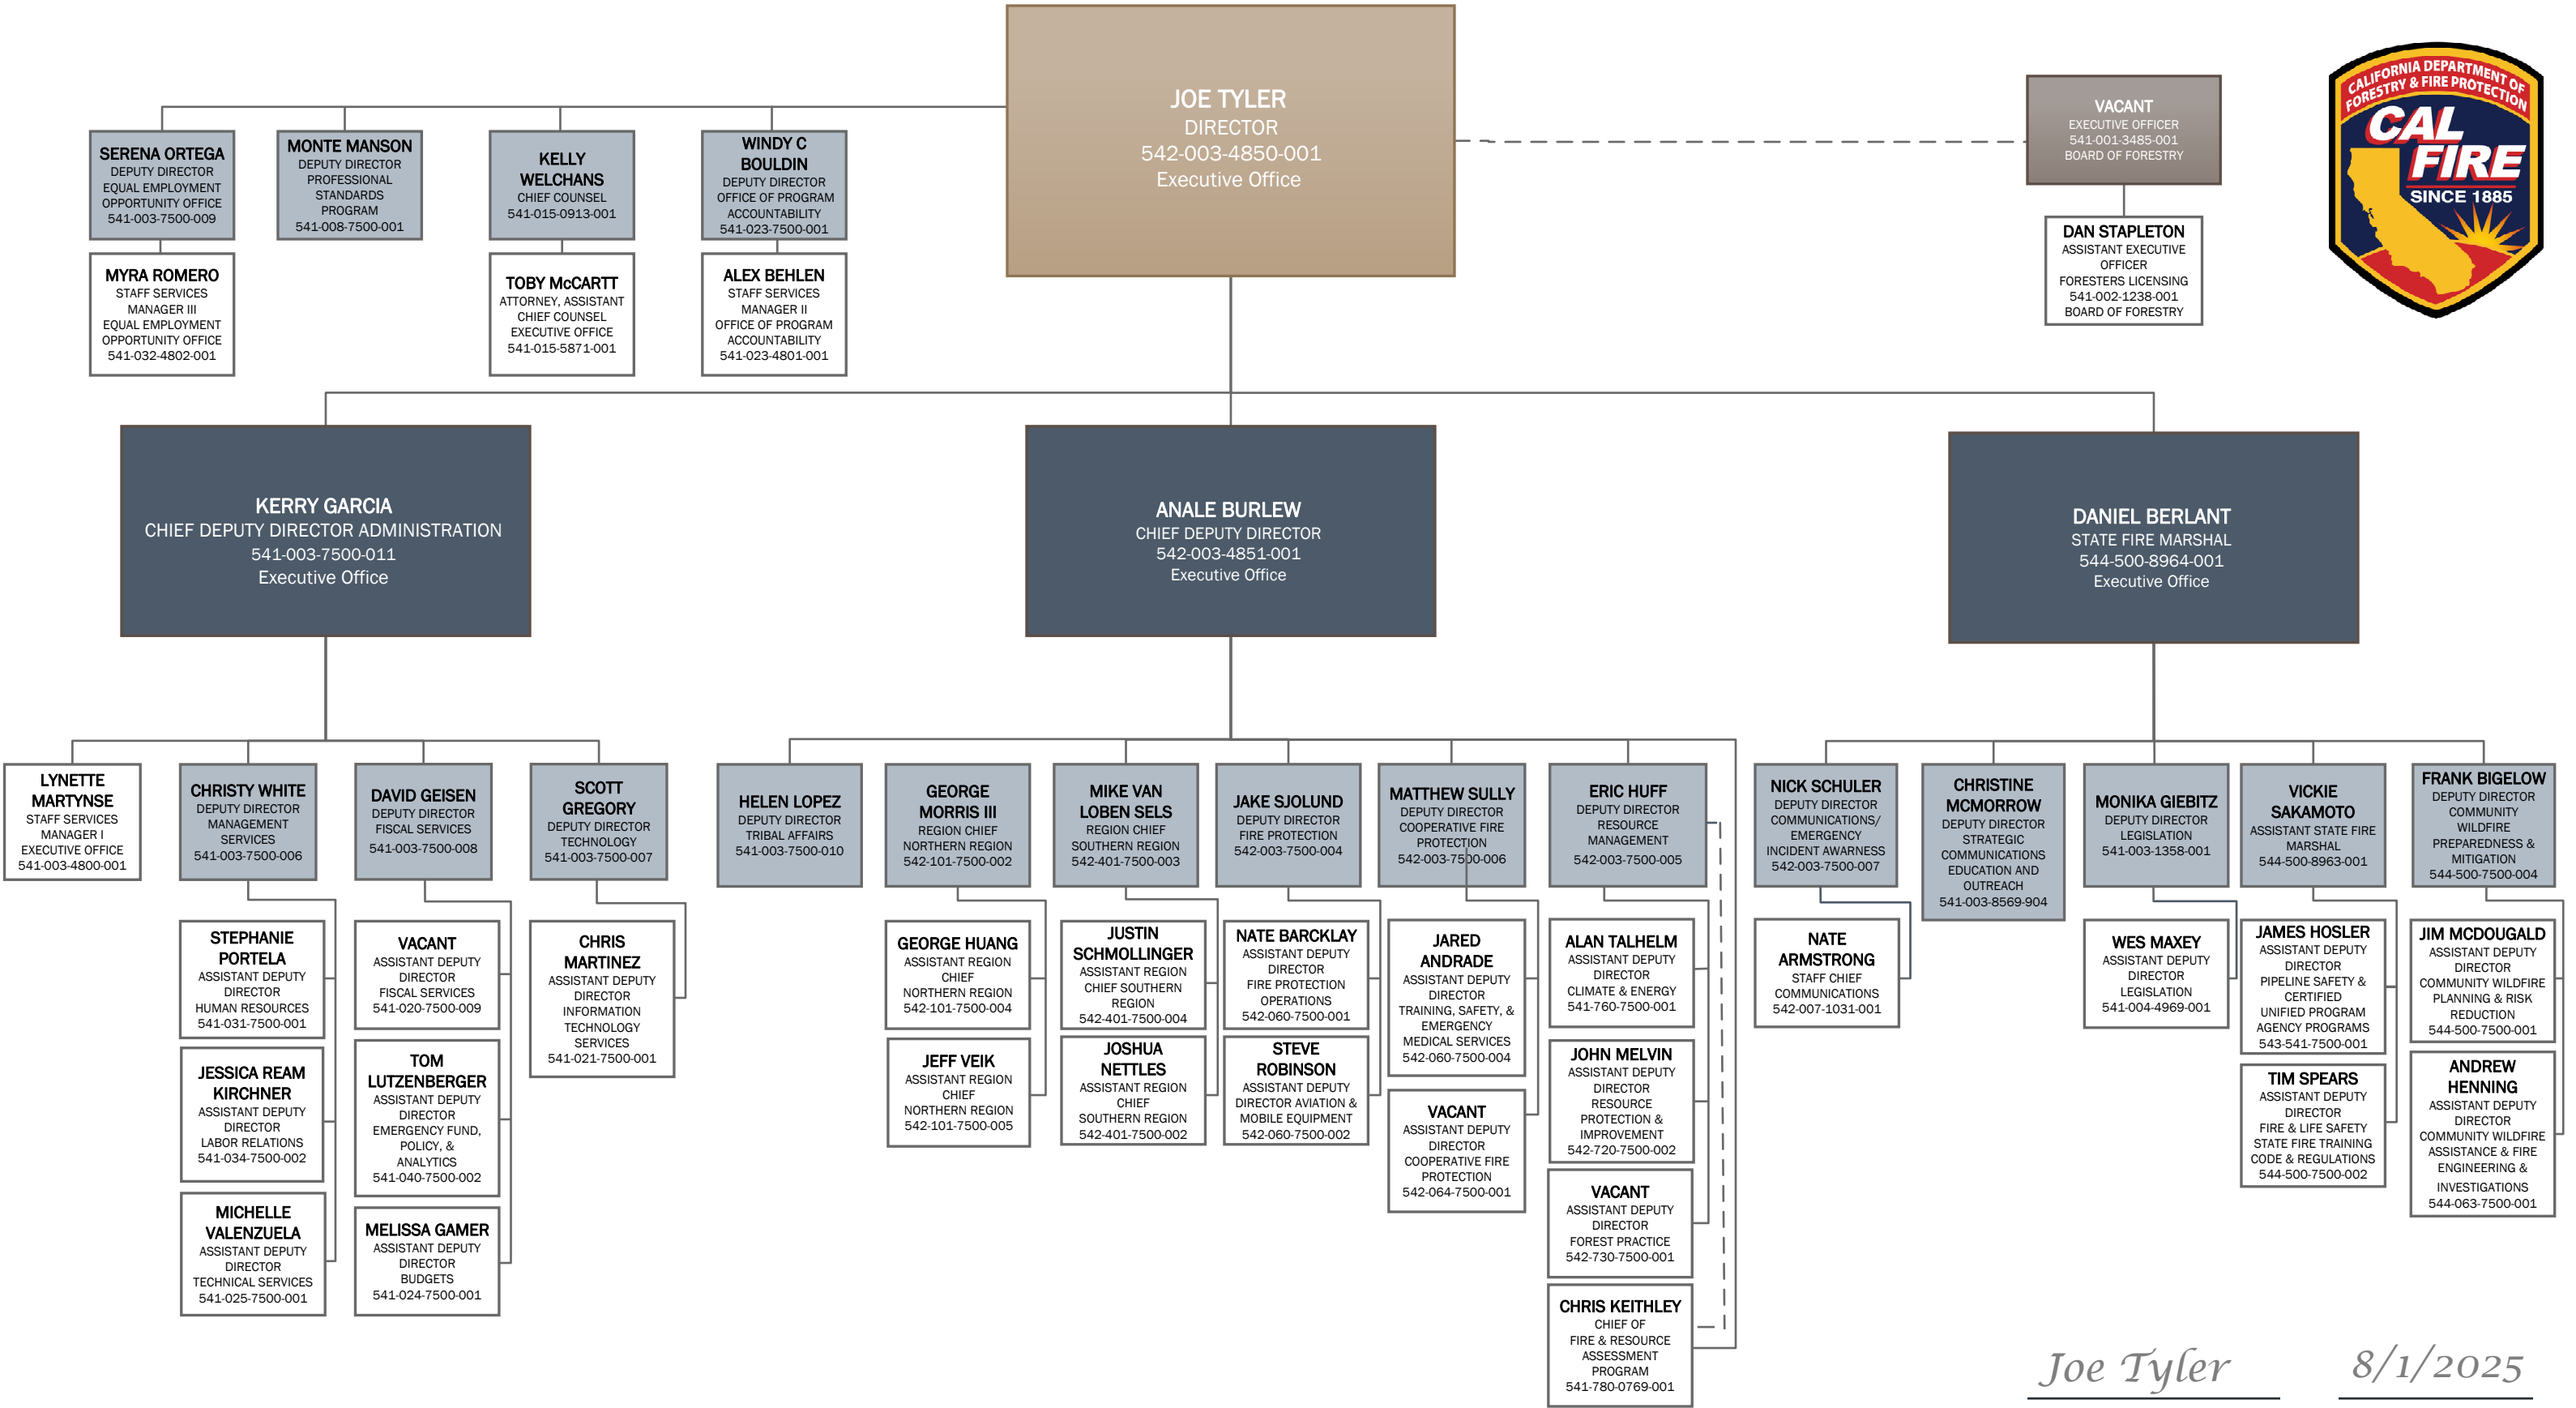 JOE TYLER
DIRECTOR
542-003-4850-001
Executive Office
VACANT
EXECUTIVE OFFICER
541-001-3485-001
BOARD OF FORESTRY
DAN STAPLETON
ASSISTANT EXECUTIVE
OFFICER
FORESTERS LICENSING
541-002-1238-001
BOARD OF FORESTRY
CALIFORNIA DEPARTMENT OF
FORESTRY & FIRE PROTECTION
CAL
FIRE
SINCE 1885
SERENA ORTEGA
DEPUTY DIRECTOR
EQUAL EMPLOYMENT
OPPORTUNITY OFFICE
541-003-7500-009
MYRA ROMERO
STAFF SERVICES
MANAGER III
EQUAL EMPLOYMENT
OPPORTUNITY OFFICE
541-032-4802-001
MONTE MANSON
DEPUTY DIRECTOR
PROFESSIONAL
STANDARDS
PROGRAM
541-008-7500-001
KELLY
WELCHANS
CHIEF COUNSEL
541-015-0913-001
TOBY McCARTT
ATTORNEY, ASSISTANT
CHIEF COUNSEL
EXECUTIVE OFFICE
541-015-5871-001
WINDY C
BOULDIN
DEPUTY DIRECTOR
OFFICE OF PROGRAM
ACCOUNTABILITY
541-023-7500-001
ALEX BEHLEN
STAFF SERVICES
MANAGER II
OFFICE OF PROGRAM
ACCOUNTABILITY
541-023-4801-001
KERRY GARCIA
CHIEF DEPUTY DIRECTOR ADMINISTRATION
541-003-7500-011
Executive Office
ANALE BURLEW
CHIEF DEPUTY DIRECTOR
542-003-4851-001
Executive Office
DANIEL BERLANT
STATE FIRE MARSHAL
544-500-8964-001
Executive Office
LYNETTE
MARTYNSE
STAFF SERVICES
MANAGER I
EXECUTIVE OFFICE
541-003-4800-001
CHRISTY WHITE
DEPUTY DIRECTOR
MANAGEMENT
SERVICES
541-003-7500-006
STEPHANIE
PORTELA
ASSISTANT DEPUTY
DIRECTOR
HUMAN RESOURCES
541-031-7500-001
JESSICA REAM
KIRCHNER
ASSISTANT DEPUTY
DIRECTOR
LABOR RELATIONS
541-034-7500-002
MICHELLE
VALENZUELA
ASSISTANT DEPUTY
DIRECTOR
TECHNICAL SERVICES
541-025-7500-001
DAVID GEISEN
DEPUTY DIRECTOR
FISCAL SERVICES
541-003-7500-008
VACANT
ASSISTANT DEPUTY
DIRECTOR
FISCAL SERVICES
541-020-7500-009
TOM
LUTZENBERGER
ASSISTANT DEPUTY
DIRECTOR
EMERGENCY FUND,
POLICY, &
ANALYTICS
541-040-7500-002
MELISSA GAMER
ASSISTANT DEPUTY
DIRECTOR
BUDGETS
541-024-7500-001
SCOTT
GREGORY
DEPUTY DIRECTOR
TECHNOLOGY
541-003-7500-007
CHRIS
MARTINEZ
ASSISTANT DEPUTY
DIRECTOR
INFORMATION
TECHNOLOGY
SERVICES
541-021-7500-001
HELEN LOPEZ
DEPUTY DIRECTOR
TRIBAL AFFAIRS
541-003-7500-010
GEORGE
MORRIS III
REGION CHIEF
NORTHERN REGION
542-101-7500-002
GEORGE HUANG
ASSISTANT REGION
CHIEF
NORTHERN REGION
542-101-7500-004
JEFF VEIK
ASSISTANT REGION
CHIEF
NORTHERN REGION
542-101-7500-005
MIKE VAN
LOBEN SELS
REGION CHIEF
SOUTHERN REGION
542-401-7500-003
JUSTIN
SCHMOLLINGER
ASSISTANT REGION
CHIEF SOUTHERN
REGION
542-401-7500-004
JOSHUA
NETTLES
ASSISTANT REGION
CHIEF
SOUTHERN REGION
542-401-7500-002
JAKE SJOLUND
DEPUTY DIRECTOR
FIRE PROTECTION
542-003-7500-004
NATE BARCKLAY
ASSISTANT DEPUTY
DIRECTOR
FIRE PROTECTION
OPERATIONS
542-060-7500-001
STEVE
ROBINSON
ASSISTANT DEPUTY
DIRECTOR AVIATION &
MOBILE EQUIPMENT
542-060-7500-002
MATTHEW SULLY
DEPUTY DIRECTOR
COOPERATIVE FIRE
PROTECTION
542-003-7500-006
JARED
ANDRADE
ASSISTANT DEPUTY
DIRECTOR
TRAINING, SAFETY, &
EMERGENCY
MEDICAL SERVICES
542-060-7500-004
VACANT
ASSISTANT DEPUTY
DIRECTOR
COOPERATIVE FIRE
PROTECTION
542-064-7500-001
ERIC HUFF
DEPUTY DIRECTOR
RESOURCE
MANAGEMENT
542-003-7500-005
ALAN TALHELM
ASSISTANT DEPUTY
DIRECTOR
CLIMATE & ENERGY
541-760-7500-001
JOHN MELVIN
ASSISTANT DEPUTY
DIRECTOR
RESOURCE
PROTECTION &
IMPROVEMENT
542-720-7500-002
VACANT
ASSISTANT DEPUTY
DIRECTOR
FOREST PRACTICE
542-730-7500-001
CHRIS KEITHLEY
CHIEF OF
FIRE & RESOURCE
ASSESSMENT
PROGRAM
541-780-0769-001
NICK SCHULER
DEPUTY DIRECTOR
COMMUNICATIONS/
EMERGENCY
INCIDENT AWARNESS
542-003-7500-007
NATE
ARMSTRONG
STAFF CHIEF
COMMUNICATIONS
542-007-1031-001
CHRISTINE
MCMORROW
DEPUTY DIRECTOR
STRATEGIC
COMMUNICATIONS
EDUCATION AND
OUTREACH
541-003-8569-904
MONIKA GIEBITZ
DEPUTY DIRECTOR
LEGISLATION
541-003-1358-001
WES MAXEY
ASSISTANT DEPUTY
DIRECTOR
LEGISLATION
541-004-4969-001
VICKIE
SAKAMOTO
ASSISTANT STATE FIRE
MARSHAL
544-500-8963-001
JAMES HOSLER
ASSISTANT DEPUTY
DIRECTOR
PIPELINE SAFETY &
CERTIFIED
UNIFIED PROGRAM
AGENCY PROGRAMS
543-541-7500-001
TIM SPEARS
ASSISTANT DEPUTY
DIRECTOR
FIRE & LIFE SAFETY
STATE FIRE TRAINING
CODE & REGULATIONS
544-500-7500-002
FRANK BIGELOW
DEPUTY DIRECTOR
COMMUNITY
WILDFIRE
PREPAREDNESS &
MITIGATION
544-500-7500-004
JIM MCDOUGALD
ASSISTANT DEPUTY
DIRECTOR
COMMUNITY WILDFIRE
PLANNING & RISK
REDUCTION
544-500-7500-001
ANDREW
HENNING
ASSISTANT DEPUTY
DIRECTOR
COMMUNITY WILDFIRE
ASSISTANCE & FIRE
ENGINEERING &
INVESTIGATIONS
544-063-7500-001
Joe Tyler
8/1/2025